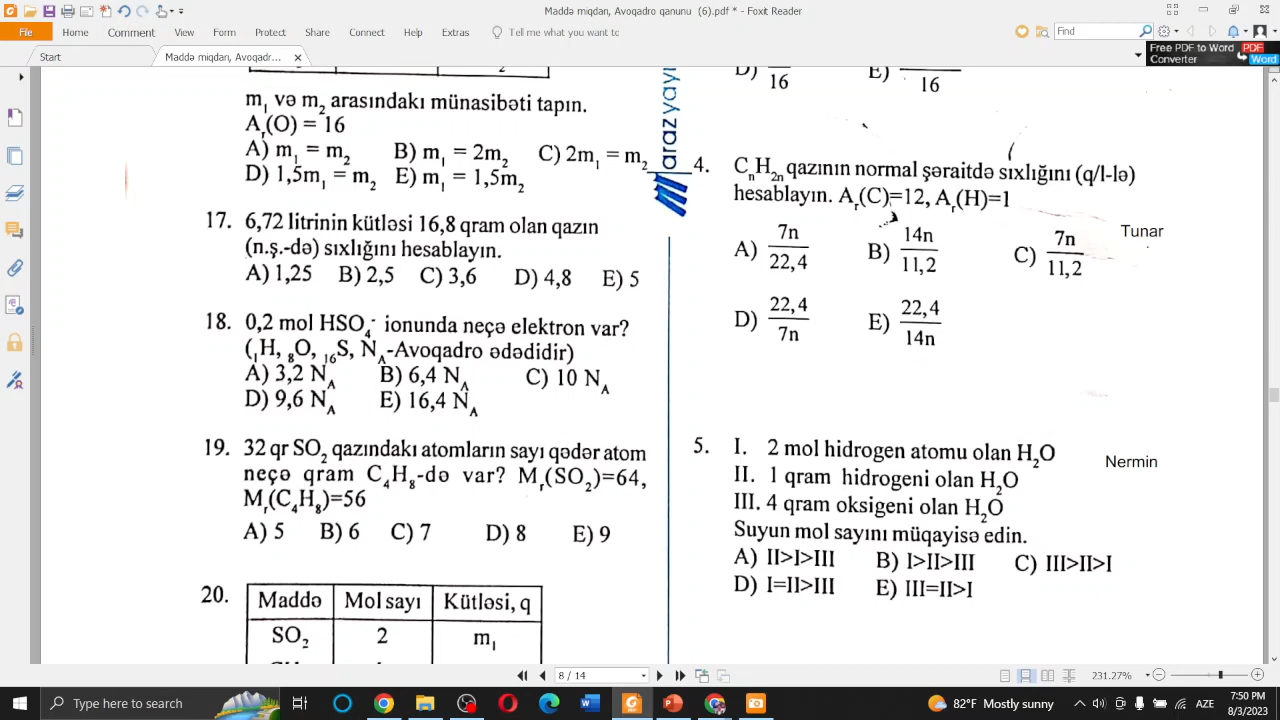 Maddə miqdarı, Avoqadro qanunu (6).pdf * - Foxit Reader
File Home Comment View Form Protect Share Connect Help Extras Tell me what you want to Find
Start Maddə miqdarı, Avoqadr...
Free PDF to Word PDF
Converter Word
2
m₁ və m₂ arasındakı münasibəti tapın.
Aᵣ(O) = 16
A) m₁ = m₂ B) m₁ = 2m₂ C) 2m₁ = m₂
D) 1,5m₁ = m₂ E) m₁ = 1,5m₂
17. 6,72 litrinin kütləsi 16,8 qram olan qazın
(n.ş.-də) sıxlığını hesablayın.
A) 1,25 B) 2,5 C) 3,6 D) 4,8 E) 5
18. 0,2 mol HSO₄⁻ ionunda neçə elektron var?
(₁H, ₈O, ₁₆S, N_A-Avoqadro ədədidir)
A) 3,2 N_A B) 6,4 N_A C) 10 N_A
D) 9,6 N_A E) 16,4 N_A
19. 32 qr SO₂ qazındakı atomların sayı qədər atom
neçə qram C₄H₈-də var? Mᵣ(SO₂)=64,
Mᵣ(C₄H₈)=56
A) 5 B) 6 C) 7 D) 8 E) 9
20. Maddə Mol sayı Kütləsi, q
SO₂ 2 m₁
araz yayı
D) 16 E) 16
4. CₙH₂ₙ qazının normal şəraitdə sıxlığını (q/l-lə)
hesablayın. Aᵣ(C)=12, Aᵣ(H)=1
Tunar
A) 7n/22,4 B) 14n/11,2 C) 7n/11,2
D) 22,4/7n E) 22,4/14n
5. I. 2 mol hidrogen atomu olan H₂O
Nermin
II. 1 qram hidrogeni olan H₂O
III. 4 qram oksigeni olan H₂O
Suyun mol sayını müqayisə edin.
A) II>I>III B) I>II>III C) III>II>I
D) I=II>III E) III=II>I
8 / 14 231.27%
Type here to search
82°F Mostly sunny AZE 7:50 PM
8/3/2023